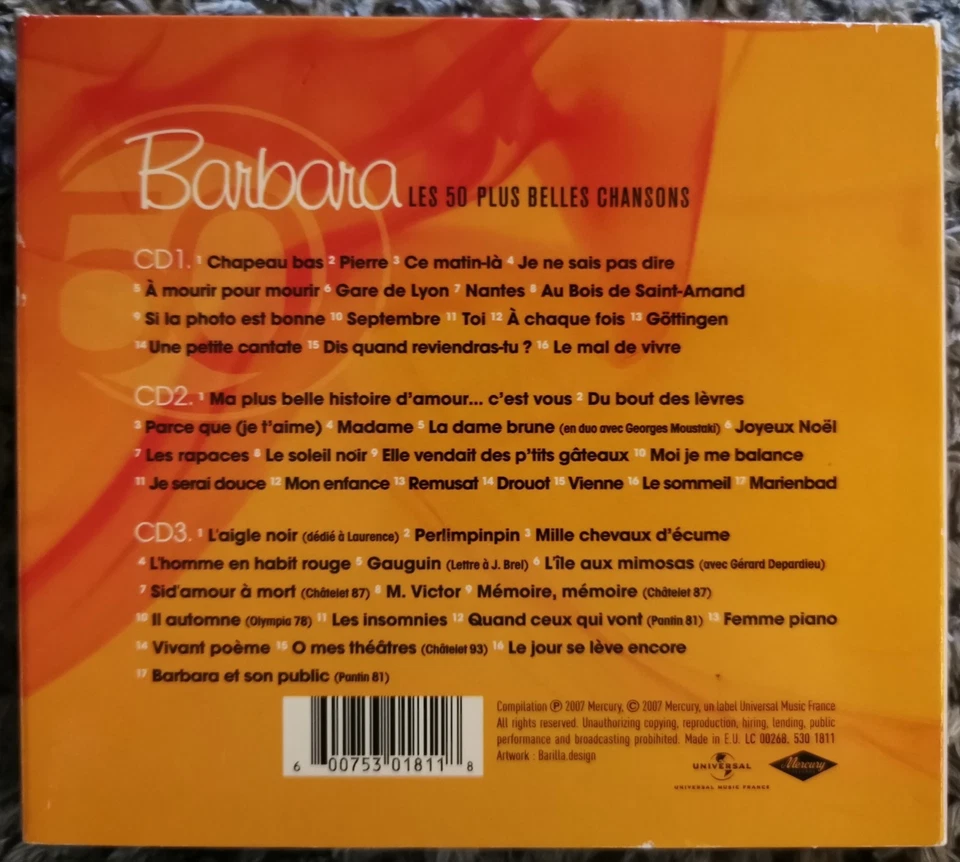 50
Barbara LES 50 PLUS BELLES CHANSONS
CD1. 1 Chapeau bas 2 Pierre 3 Ce matin-là 4 Je ne sais pas dire
5 À mourir pour mourir 6 Gare de Lyon 7 Nantes 8 Au Bois de Saint-Amand
9 Si la photo est bonne 10 Septembre 11 Toi 12 À chaque fois 13 Göttingen
14 Une petite cantate 15 Dis quand reviendras-tu ? 16 Le mal de vivre
CD2. 1 Ma plus belle histoire d'amour... c'est vous 2 Du bout des lèvres
3 Parce que (je t'aime) 4 Madame 5 La dame brune (en duo avec Georges Moustaki) 6 Joyeux Noël
7 Les rapaces 8 Le soleil noir 9 Elle vendait des p'tits gâteaux 10 Moi je me balance
11 Je serai douce 12 Mon enfance 13 Remusat 14 Drouot 15 Vienne 16 Le sommeil 17 Marienbad
CD3. 1 L'aigle noir (dédié à Laurence) 2 Perlimpinpin 3 Mille chevaux d'écume
4 L'homme en habit rouge 5 Gauguin (Lettre à J. Brel) 6 L'île aux mimosas (avec Gérard Depardieu)
7 Sid'amour à mort (Châtelet 87) 8 M. Victor 9 Mémoire, mémoire (Châtelet 87)
10 Il automne (Olympia 78) 11 Les insomnies 12 Quand ceux qui vont (Pantin 81) 13 Femme piano
14 Vivant poème 15 O mes théâtres (Châtelet 93) 16 Le jour se lève encore
17 Barbara et son public (Pantin 81)
6 00753 01811 8
Compilation ℗ 2007 Mercury, © 2007 Mercury, un label Universal Music France
All rights reserved. Unauthorizing copying, reproduction, hiring, lending, public
performance and broadcasting prohibited. Made in E.U. LC 00268. 530 1811
Artwork : Barilla.design
UNIVERSAL
UNIVERSAL MUSIC FRANCE
Mercury